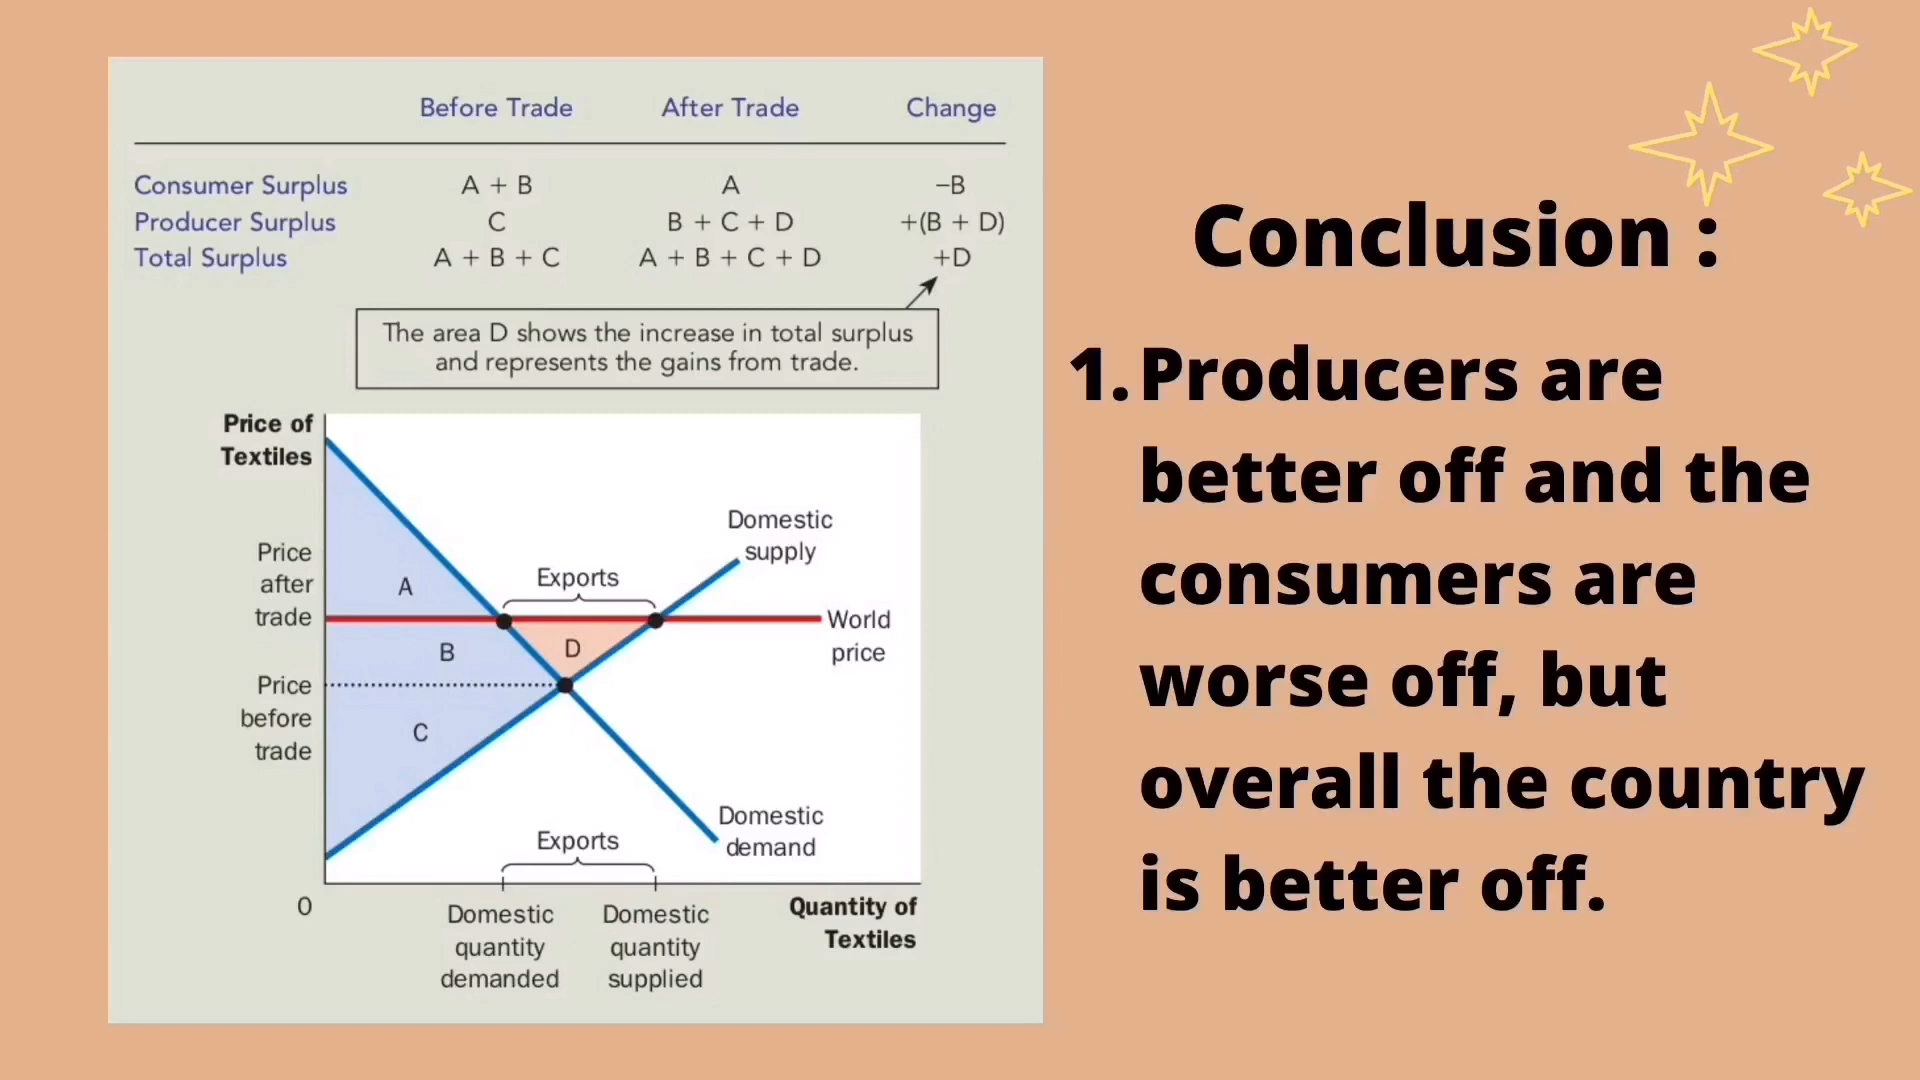 Before Trade After Trade Change
Consumer Surplus A + B A −B
Producer Surplus C B + C + D +(B + D)
Total Surplus A + B + C A + B + C + D +D
The area D shows the increase in total surplus
and represents the gains from trade.
Price of
Textiles
Price
after
trade
Price
before
trade
A
B
C
D
Exports
Domestic
supply
World
price
Domestic
demand
Exports
0
Domestic
quantity
demanded
Domestic
quantity
supplied
Quantity of
Textiles
Conclusion :
1. Producers are
better off and the
consumers are
worse off, but
overall the country
is better off.